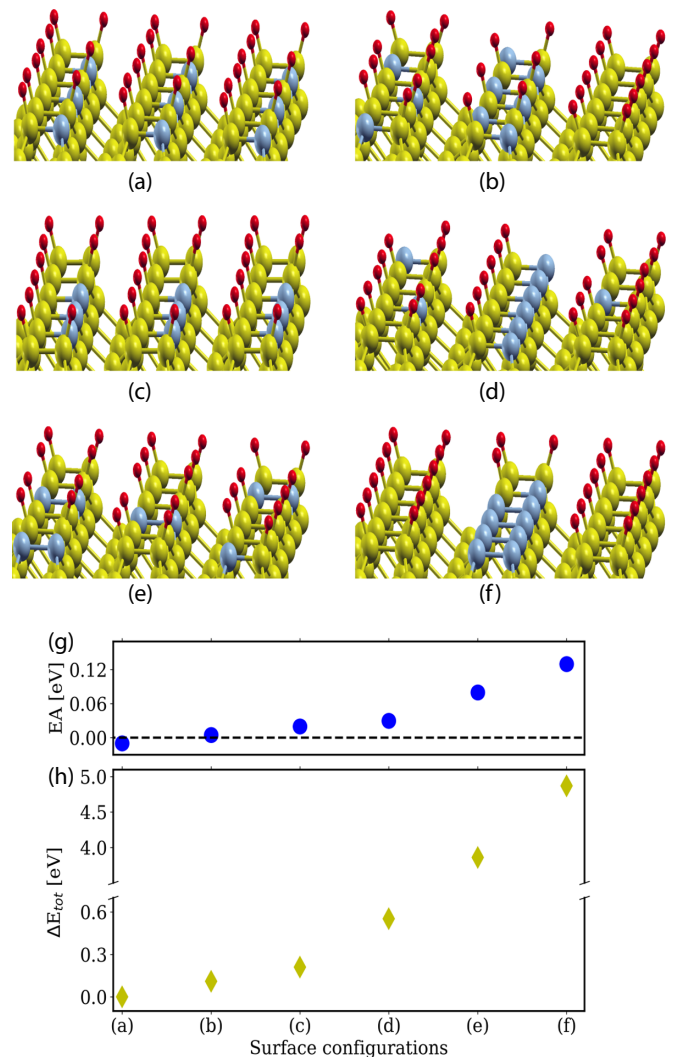 (a)
(b)
(c)
(d)
(e)
(f)
(g)
EA [eV]
0.12
0.06
0.00
(h)
ΔE_tot [eV]
5.0
4.5
4.0
0.6
0.3
0.0
(a) (b) (c) (d) (e) (f)
Surface configurations